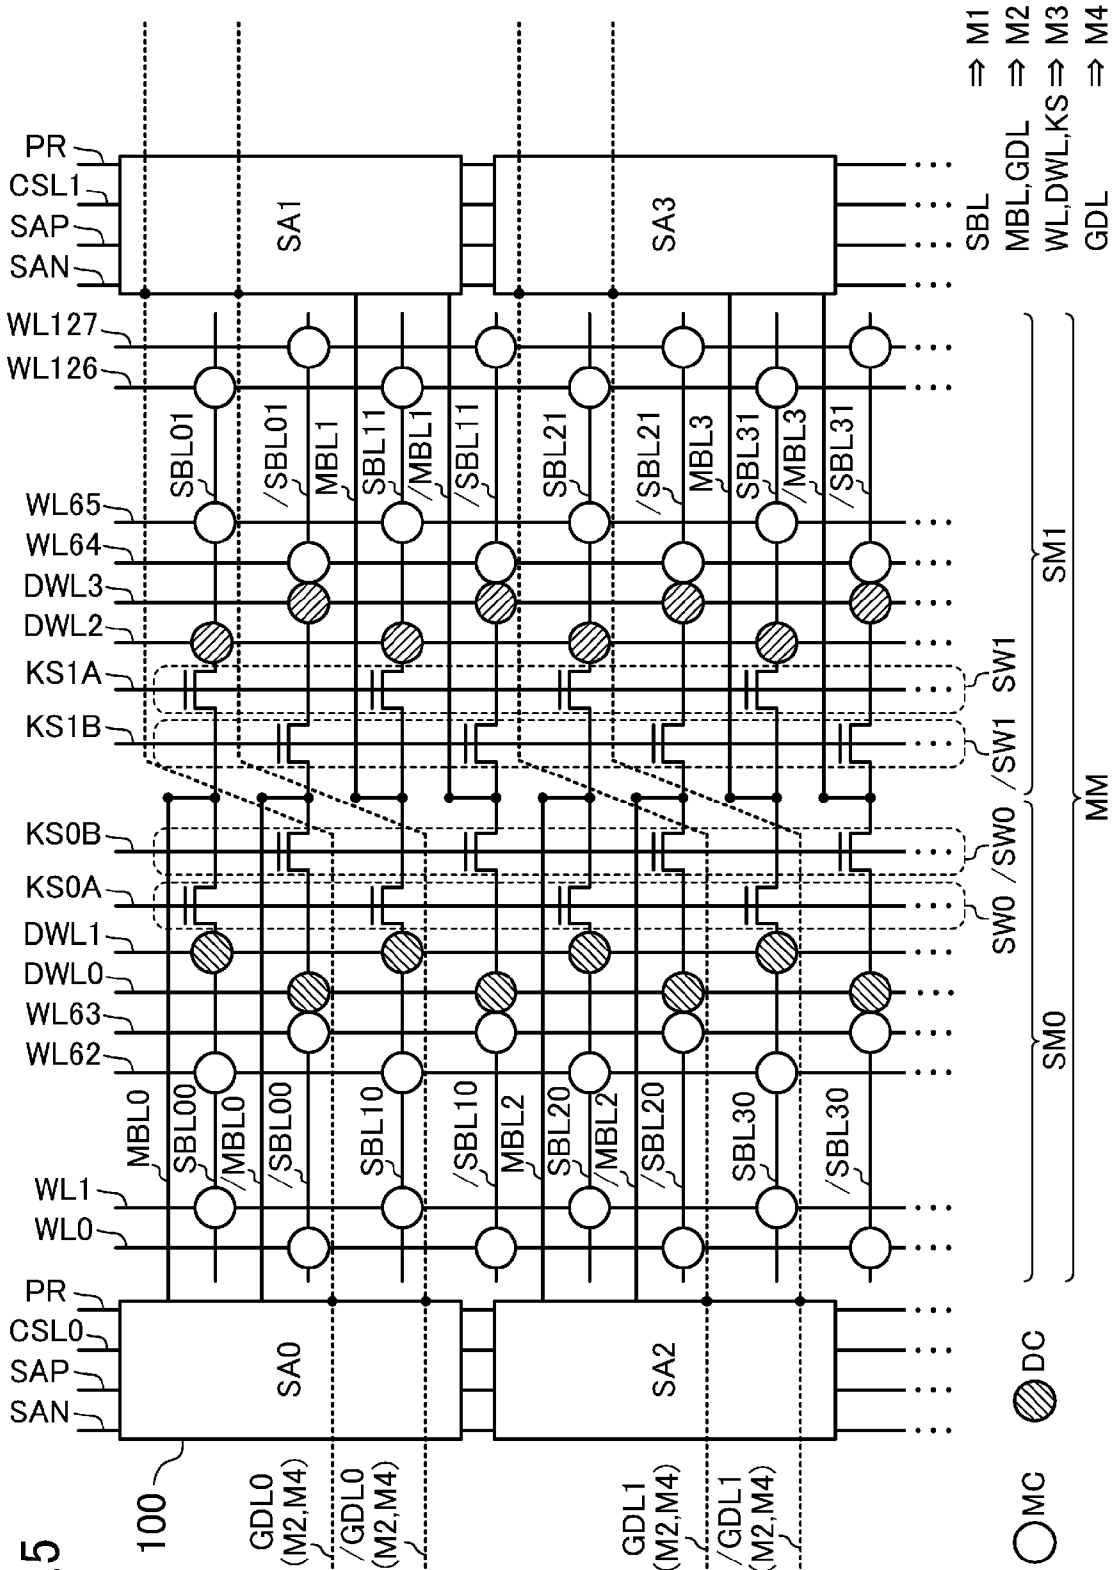 PR
CSL1
SAP
SAN
WL127
WL126
WL65
WL64
DWL3
DWL2
KS1A
KS1B
KS0B
KS0A
DWL1
DWL0
WL63
WL62
WL1
WL0
PR
CSL0
SAP
SAN
SA1
SA3
SBL01
/SBL01
MBL1
SBL11
/MBL1
/SBL11
SBL21
/SBL21
MBL3
SBL31
/MBL3
/SBL31
MBL0
SBL00
/MBL0
/SBL00
SBL10
/SBL10
MBL2
SBL20
/MBL2
/SBL20
SBL30
/SBL30
SA0
SA2
100
GDL0
(M2,M4)
/GDL0
(M2,M4)
GDL1
(M2,M4)
/GDL1
(M2,M4)
SW1
/SW1
/SW0
SW0
SM1
SM0
MM
SBL ⇒ M1
MBL,GDL ⇒ M2
WL,DWL,KS ⇒ M3
GDL ⇒ M4
MC
DC